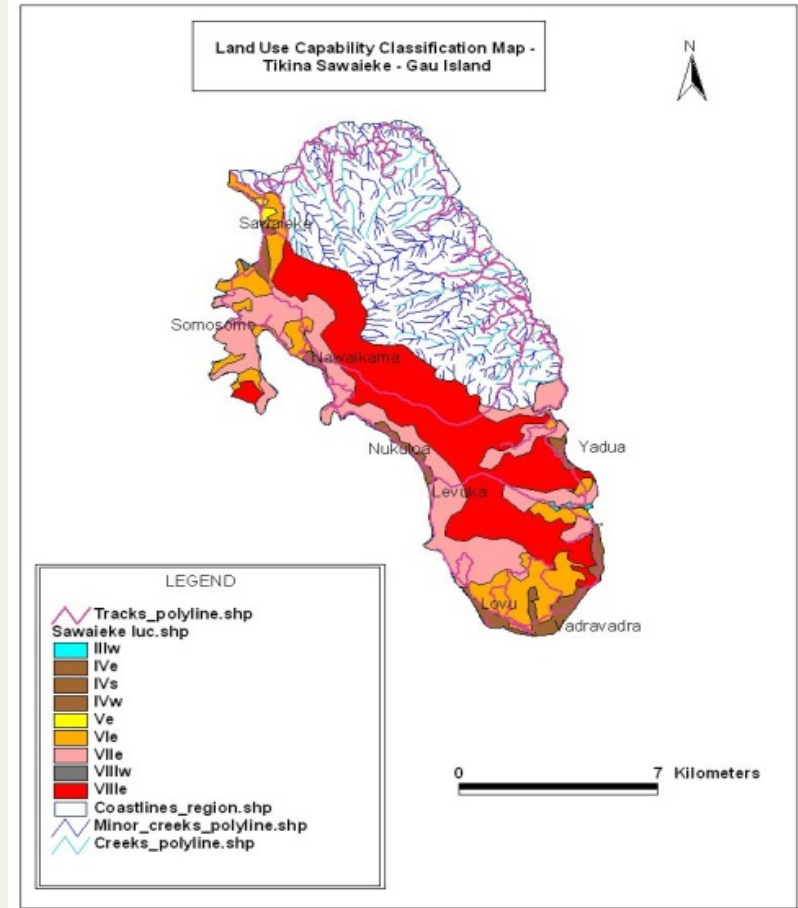 Land Use Capability Classification Map -
Tikina Sawaieke - Gau Island
N
Sawaieke
Somosomo
Nawaikama
Nukuloa
Yadua
Levuka
Lovu
Vadravadra
LEGEND
Tracks_polyline.shp
Sawaieke luc.shp
IIIw
IVe
IVs
IVw
Ve
VIe
VIIe
VIIIw
VIIIe
Coastlines_region.shp
Minor_creeks_polyline.shp
Creeks_polyline.shp
0 7 Kilometers